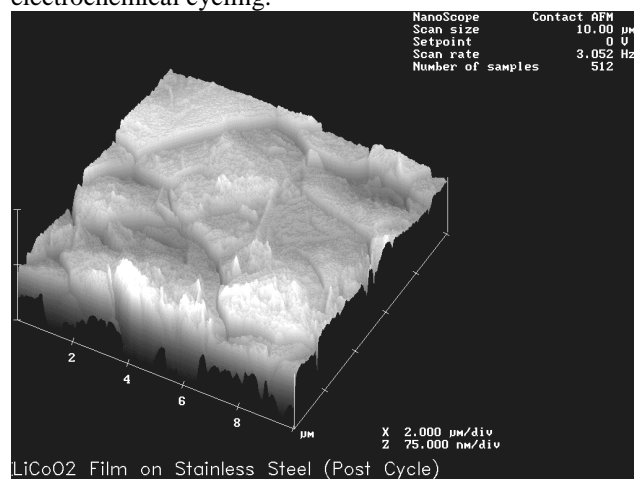 electrochemical cycling.
NanoScope Contact AFM
Scan size 10.00 µm
Setpoint 0 V
Scan rate 3.052 Hz
Number of samples 512
2
4
6
8
µm
X 2.000 µm/div
Z 75.000 nm/div
LiCoO2 Film on Stainless Steel (Post Cycle)